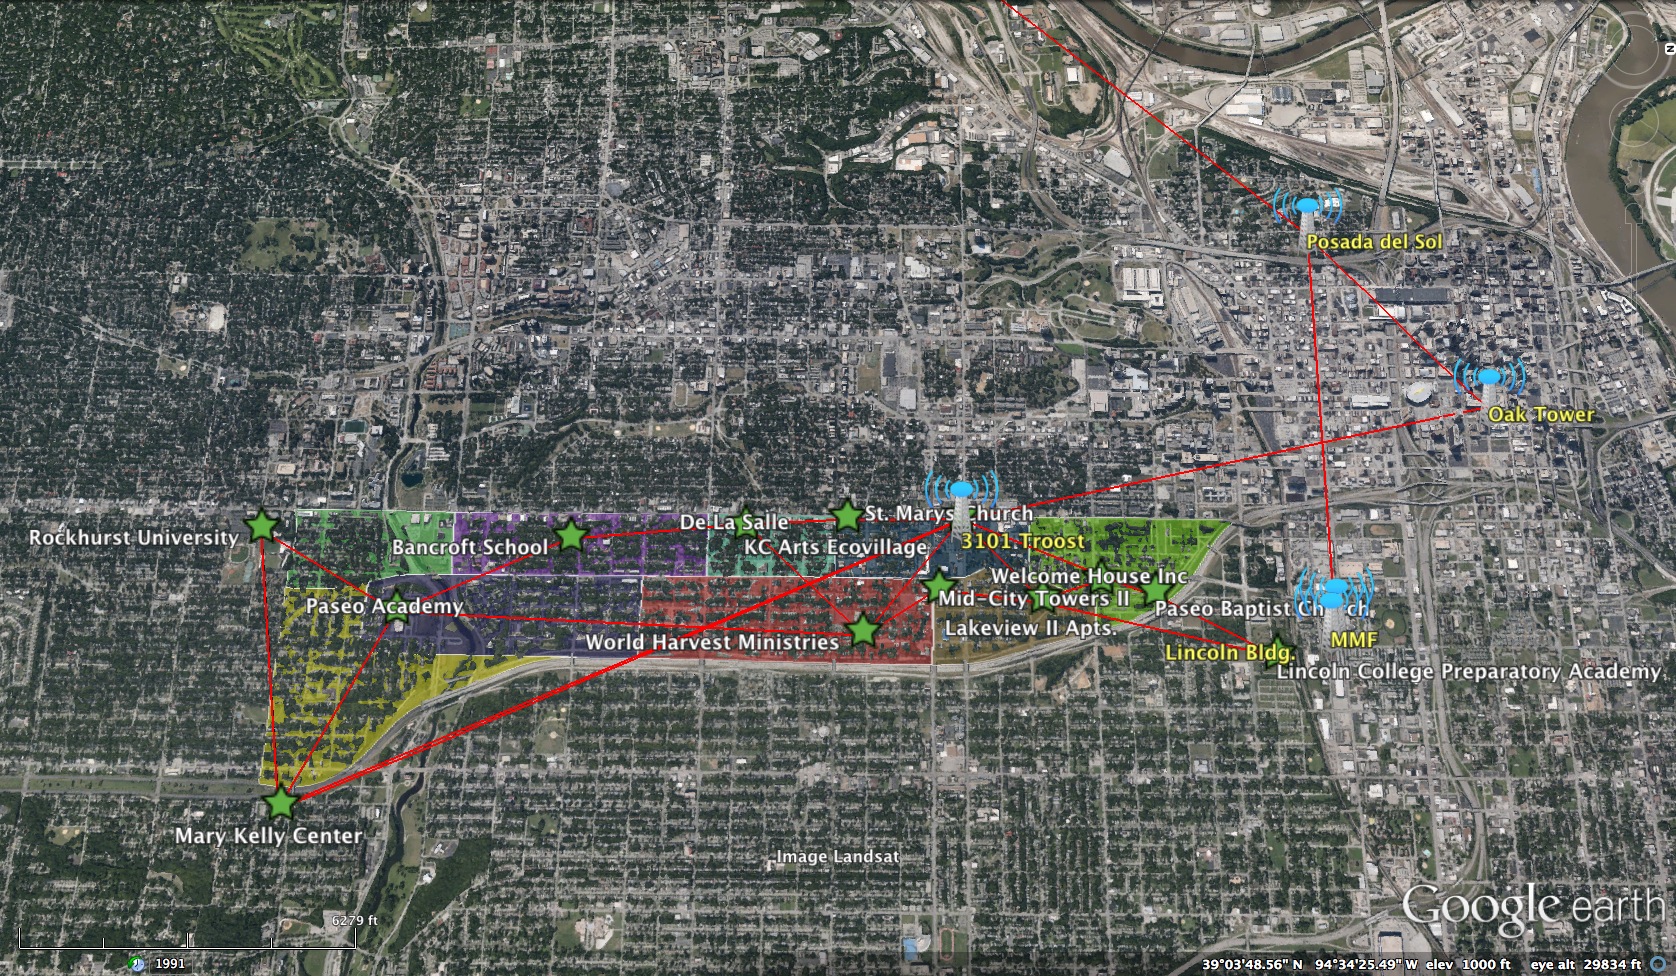 N
Posada del Sol
Oak Tower
St. Marys Church
De La Salle
Rockhurst University
3101 Troost
Bancroft School
KC Arts Ecovillage
Welcome House Inc
Mid-City Towers II
Paseo Academy
Paseo Baptist Church
Lakeview II Apts.
World Harvest Ministries
MMF
Lincoln Bldg.
Lincoln College Preparatory Academy
Mary Kelly Center
Image Landsat
Google earth
6279 ft
1991
39°03'48.56" N 94°34'25.49" W elev 1000 ft eye alt 29834 ft